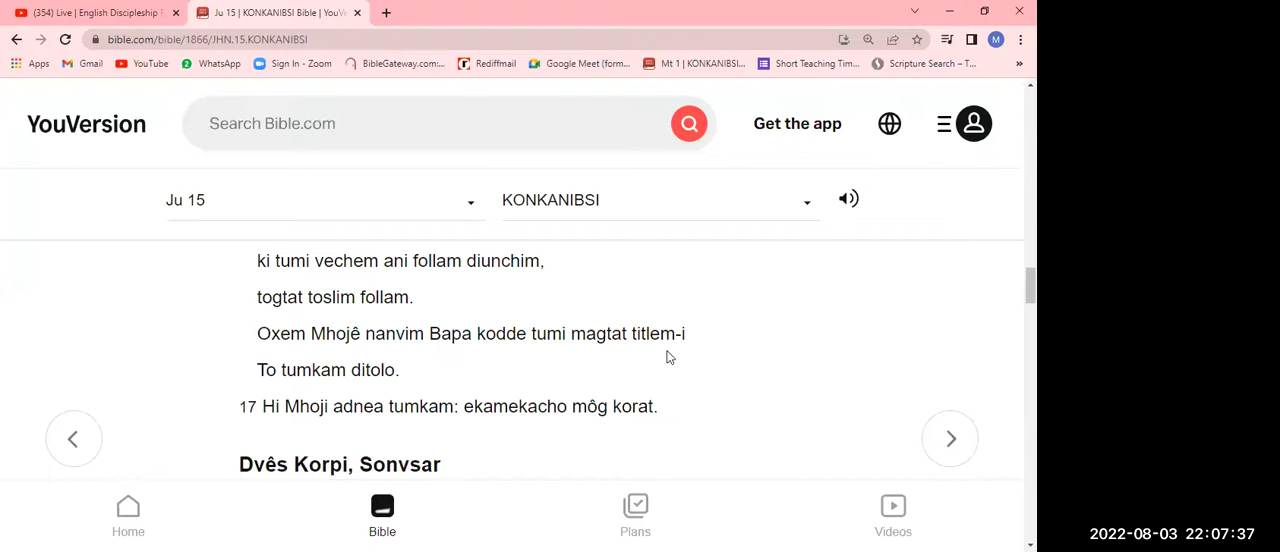 (354) Live | English Discipleship
Ju 15 | KONKANIBSI Bible | YouVe
bible.com/bible/1866/JHN.15.KONKANIBSI
M
Apps Gmail YouTube WhatsApp Sign In - Zoom BibleGateway.com:... Rediffmail Google Meet (form... Mt 1 | KONKANIBSI... Short Teaching Tim... Scripture Search – T... »
YouVersion Search Bible.com Get the app
Ju 15 KONKANIBSI
ki tumi vechem ani follam diunchim,
togtat toslim follam.
Oxem Mhojê nanvim Bapa kodde tumi magtat titlem-i
To tumkam ditolo.
17 Hi Mhoji adnea tumkam: ekamekacho môg korat.
Dvês Korpi, Sonvsar
Home Bible Plans Videos
2022-08-03 22:07:37